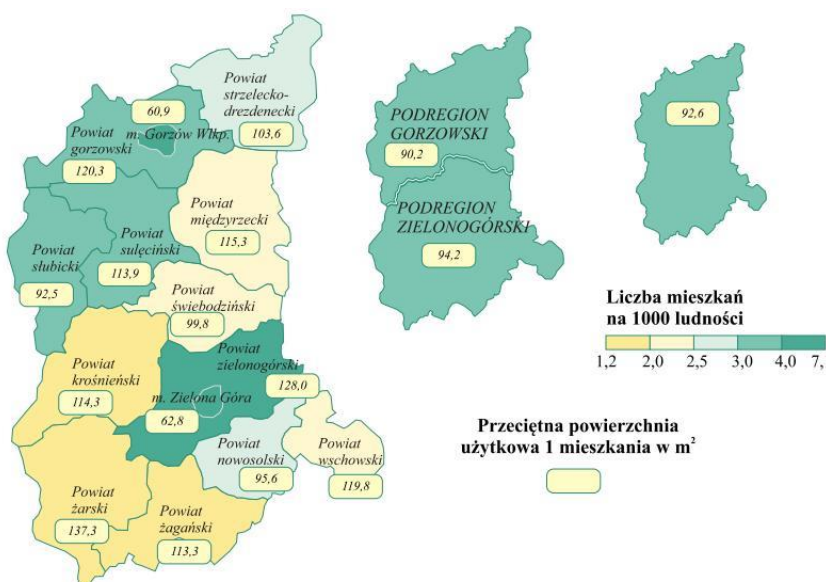 Powiat
strzelecko-
drezdenecki
103,6
60,9
m. Gorzów Wlkp.
Powiat
gorzowski
120,3
Powiat
międzyrzecki
115,3
Powiat
sulęciński
113,9
Powiat
słubicki
92,5
Powiat
świebodziński
99,8
Powiat
zielonogórski
128,0
Powiat
krośnieński
114,3
m. Zielona Góra
62,8
Powiat
nowosolski
95,6
Powiat
wschowski
119,8
Powiat
żarski
137,3
Powiat
żagański
113,3
PODREGION
GORZOWSKI
90,2
PODREGION
ZIELONOGÓRSKI
94,2
92,6
Liczba mieszkań
na 1000 ludności
1,2 2,0 2,5 3,0 4,0 7,
Przeciętna powierzchnia
użytkowa 1 mieszkania w m²